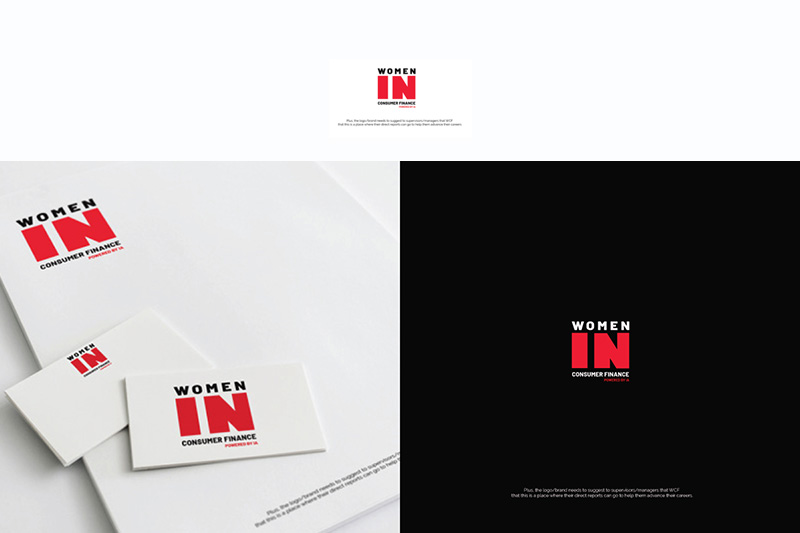 WOMEN
IN
CONSUMER FINANCE
POWERED BY IA
Plus, the logo/brand needs to suggest to supervisors/managers that WCF
that this is a place where their direct reports can go to help them advance their careers.
WOMEN
IN
CONSUMER FINANCE
POWERED BY IA
WOMEN
IN
CONSUMER FINANCE
WOMEN
IN
CONSUMER FINANCE
POWERED BY IA
Plus, the logo/brand needs to suggest to supervisors/
that this is a place where their direct reports can go to help
WOMEN
IN
CONSUMER FINANCE
POWERED BY IA
Plus, the logo/brand needs to suggest to supervisors/managers that WCF
that this is a place where their direct reports can go to help them advance their careers.